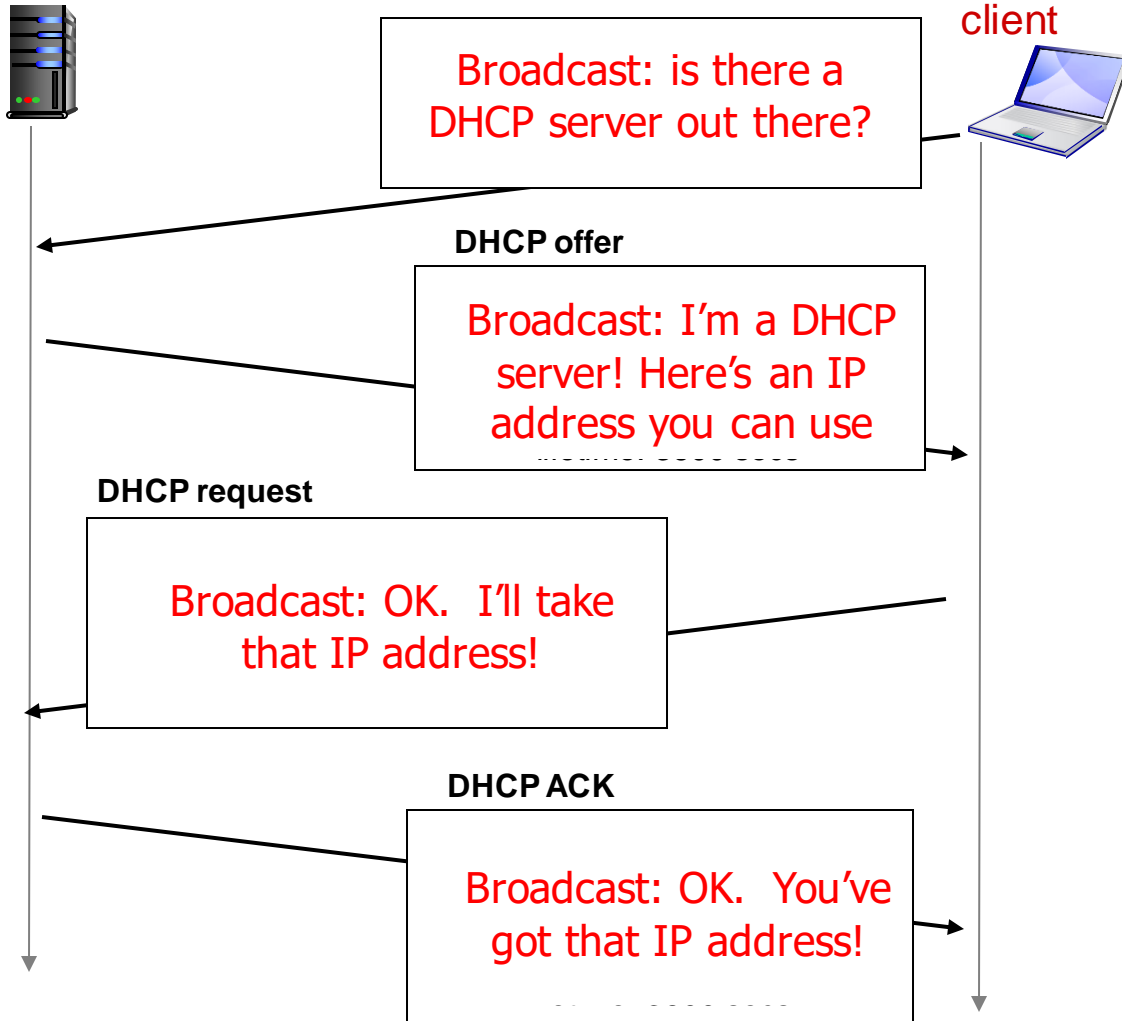 client
Broadcast: is there a
DHCP server out there?
DHCP offer
Broadcast: I’m a DHCP
server! Here’s an IP
address you can use
DHCP request
Broadcast: OK.  I’ll take
that IP address!
DHCP ACK
Broadcast: OK.  You’ve
got that IP address!